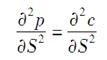 ∂²p/∂S² = ∂²c/∂S²